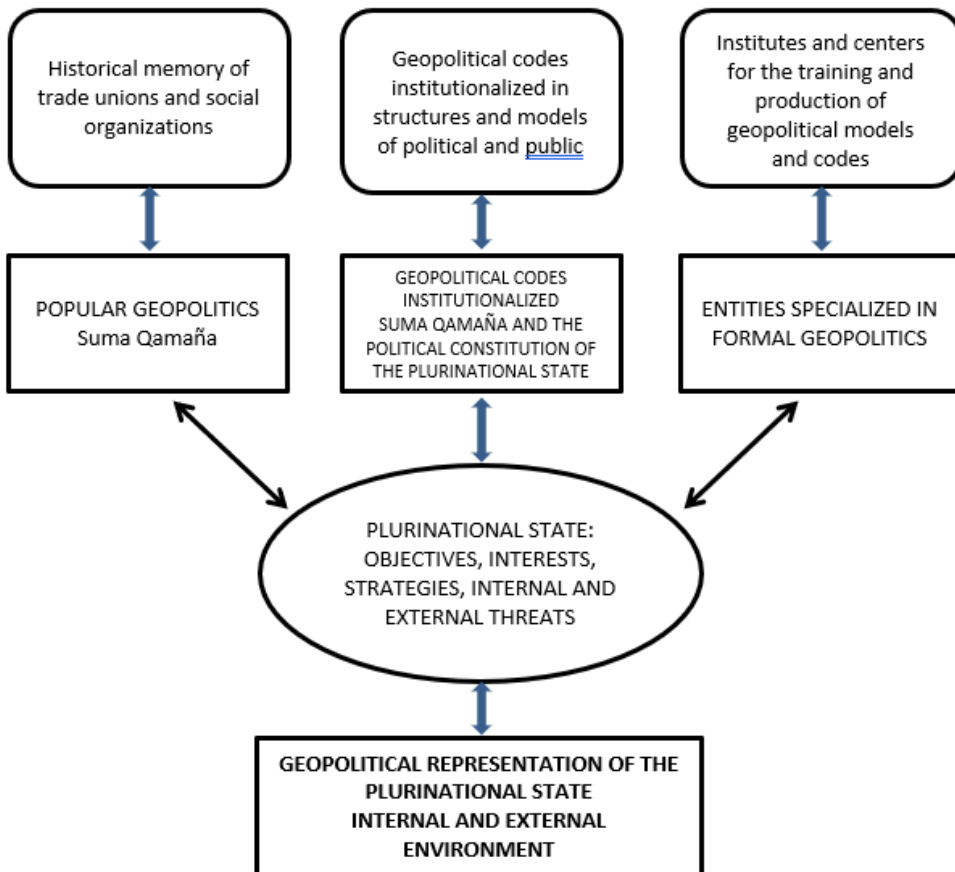 Historical memory of
trade unions and social
organizations
Geopolitical codes
institutionalized in
structures and models
of political and public
Institutes and centers
for the training and
production of
geopolitical models
and codes
POPULAR GEOPOLITICS
Suma Qamaña
GEOPOLITICAL CODES
INSTITUTIONALIZED
SUMA QAMAÑA AND THE
POLITICAL CONSTITUTION OF
THE PLURINATIONAL STATE
ENTITIES SPECIALIZED IN
FORMAL GEOPOLITICS
PLURINATIONAL STATE:
OBJECTIVES, INTERESTS,
STRATEGIES, INTERNAL AND
EXTERNAL THREATS
GEOPOLITICAL REPRESENTATION OF THE
PLURINATIONAL STATE
INTERNAL AND EXTERNAL
ENVIRONMENT